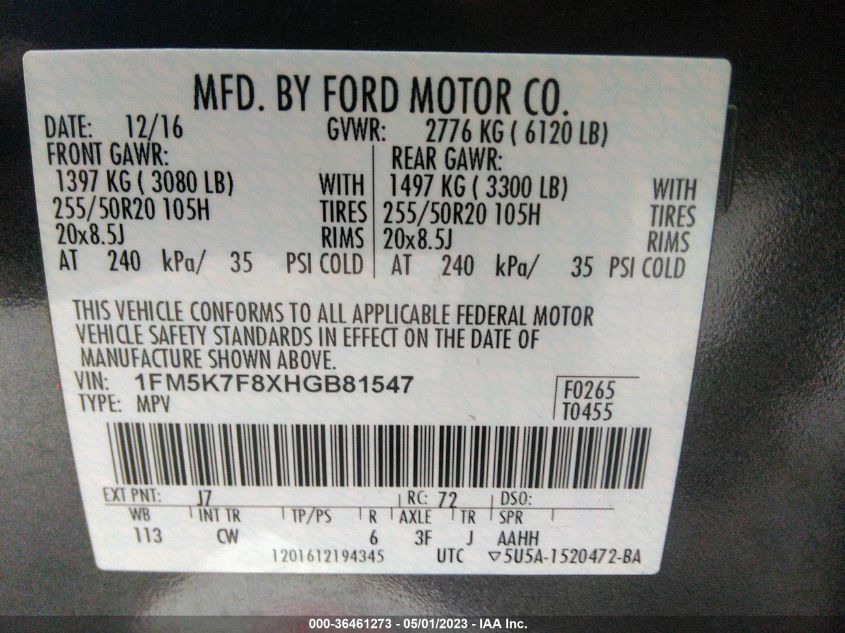 MFD. BY FORD MOTOR CO.
DATE: 12/16 GVWR: 2776 KG ( 6120 LB)
FRONT GAWR: REAR GAWR:
1397 KG ( 3080 LB) WITH 1497 KG ( 3300 LB) WITH
255/50R20 105H TIRES 255/50R20 105H TIRES
20x8.5J RIMS 20x8.5J RIMS
AT 240 kPa/ 35 PSI COLD AT 240 kPa/ 35 PSI COLD
THIS VEHICLE CONFORMS TO ALL APPLICABLE FEDERAL MOTOR
VEHICLE SAFETY STANDARDS IN EFFECT ON THE DATE OF
MANUFACTURE SHOWN ABOVE.
VIN: 1FM5K7F8XHGB81547 F0265
TYPE: MPV T0455
EXT PNT: J7 RC: 72 DSO:
WB INT TR TP/PS R AXLE TR SPR
113 CW 6 3F J AAHH
1201612194345 UTC ▽5U5A-1520472-BA
000-36461273 - 05/01/2023 - IAA Inc.